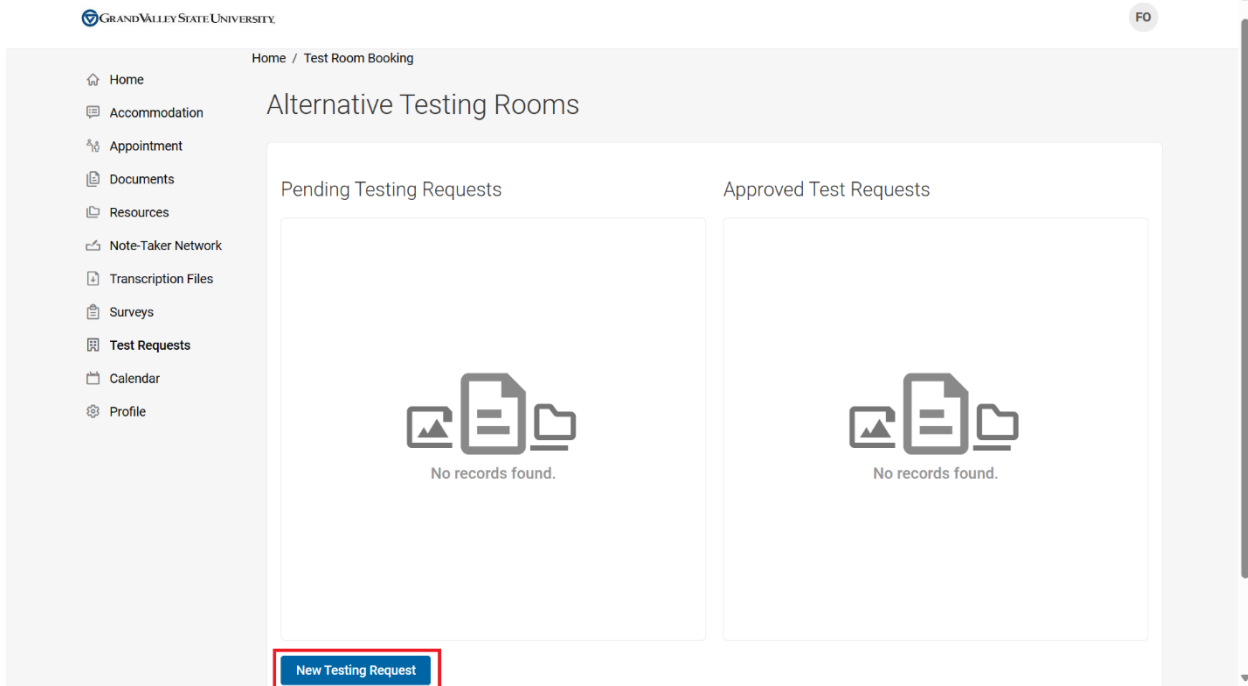 GRAND VALLEY STATE UNIVERSITY.
FO
Home / Test Room Booking
Home
Accommodation
Appointment
Documents
Resources
Note-Taker Network
Transcription Files
Surveys
Test Requests
Calendar
Profile
Alternative Testing Rooms
Pending Testing Requests
No records found.
Approved Test Requests
No records found.
New Testing Request